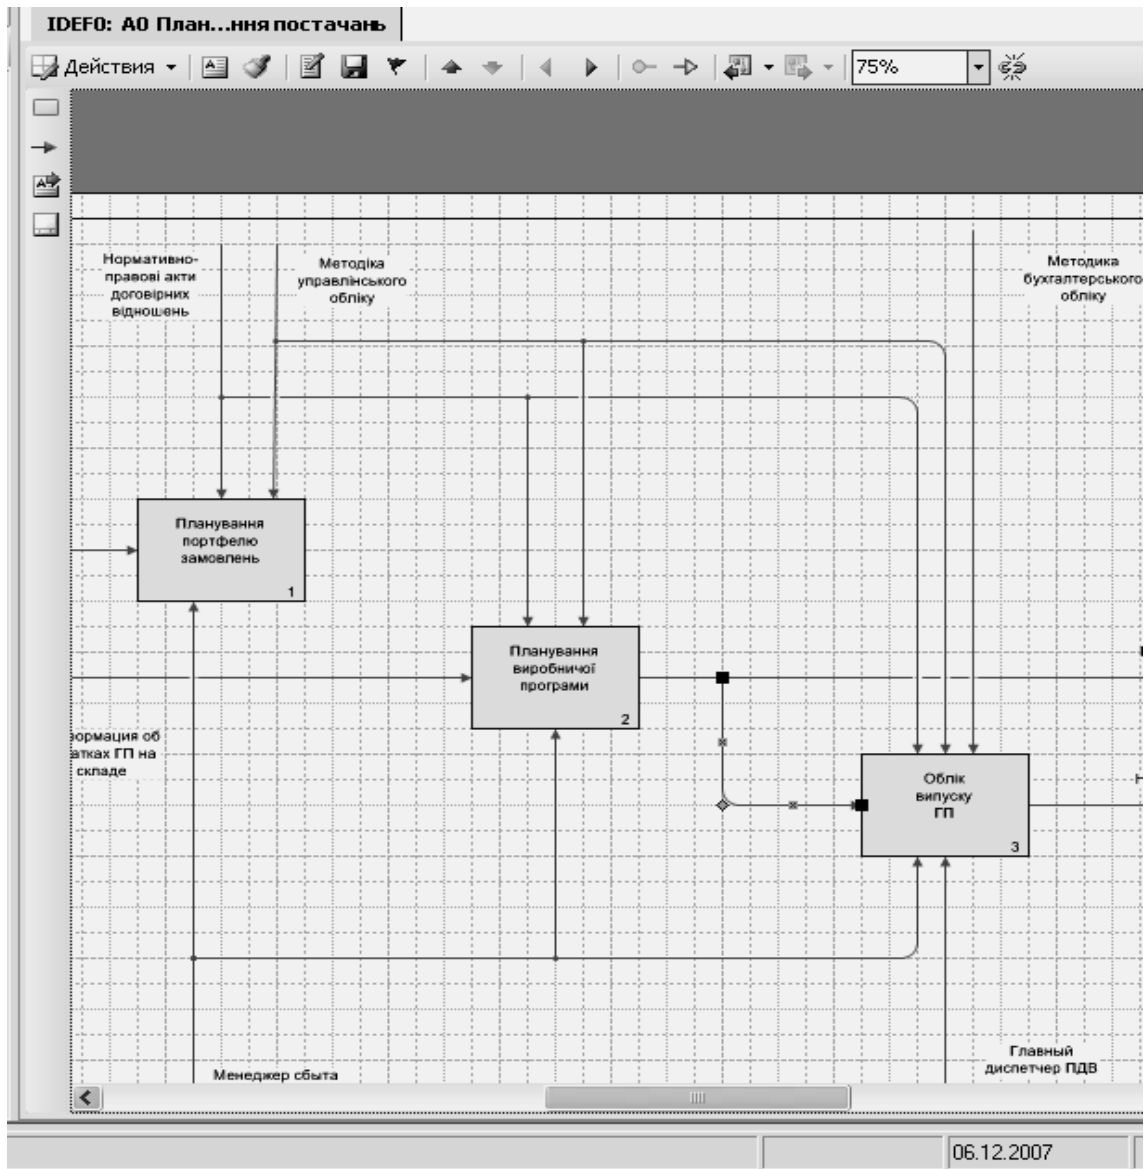 IDEF0: A0 План...ння постачань
Действия
75%
Нормативно-
правові акти
договірних
відношень
Методіка
управлінського
обліку
Методика
бухгалтерського
обліку
Планування
портфелю
замовлень
1
Планування
виробничої
програми
2
ормация об
атках ГП на
складе
Облік
випуску
ГП
3
Н
Менеджер сбыта
Главный
диспетчер ПДВ
06.12.2007